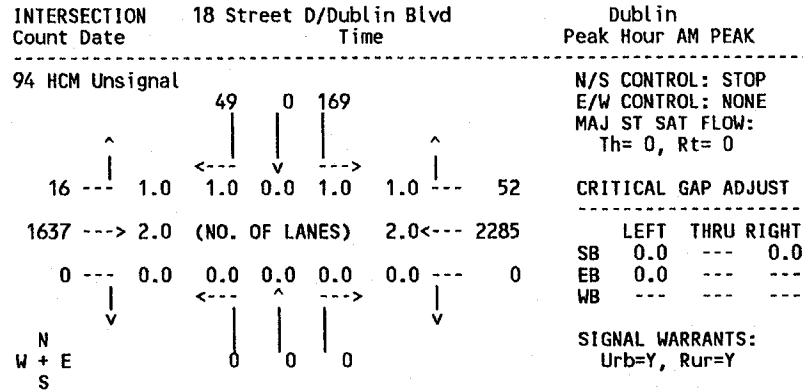 INTERSECTION 18 Street D/Dublin Blvd Dublin
Count Date Time Peak Hour AM PEAK
94 HCM Unsignal N/S CONTROL: STOP
49 0 169 E/W CONTROL: NONE
MAJ ST SAT FLOW:
^ ^ Th= 0, Rt= 0
<--- v --->
16 --- 1.0 1.0 0.0 1.0 1.0 --- 52 CRITICAL GAP ADJUST
1637 ---> 2.0 (NO. OF LANES) 2.0<--- 2285 LEFT THRU RIGHT
SB 0.0 --- 0.0
0 --- 0.0 0.0 0.0 0.0 0.0 --- 0 EB 0.0 --- ---
<--- ^ ---> WB --- --- ---
v v
N SIGNAL WARRANTS:
W + E 0 0 0 Urb=Y, Rur=Y
S